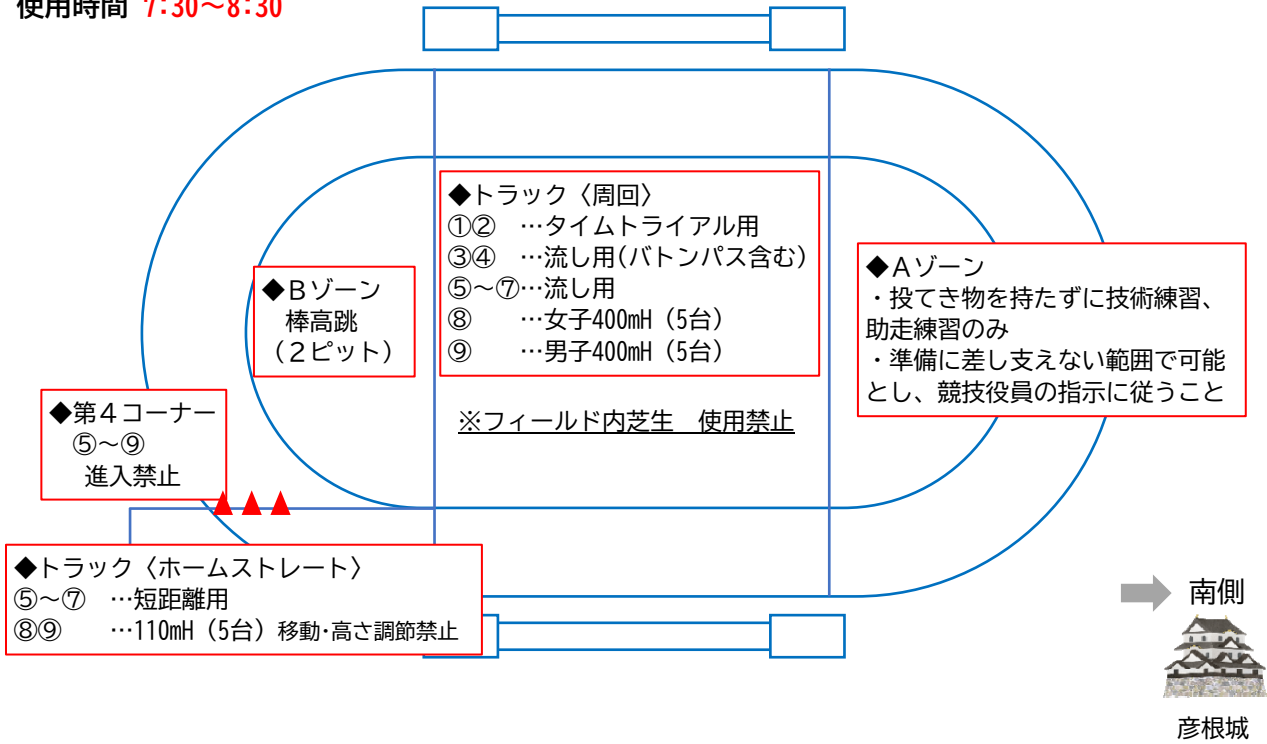 使用時間 7:30～8:30
◆トラック〈周回〉
①② …タイムトライアル用
③④ …流し用(バトンパス含む)
⑤～⑦…流し用
⑧ …女子400mH（5台）
⑨ …男子400mH（5台）
※フィールド内芝生 使用禁止
◆Ｂゾーン
棒高跳
（２ピット）
◆Ａゾーン
・投てき物を持たずに技術練習、
助走練習のみ
・準備に差し支えない範囲で可能
とし、競技役員の指示に従うこと
◆第４コーナー
⑤～⑨
進入禁止
◆トラック〈ホームストレート〉
⑤～⑦ …短距離用
⑧⑨ …110mH（5台）移動・高さ調節禁止
南側
彦根城